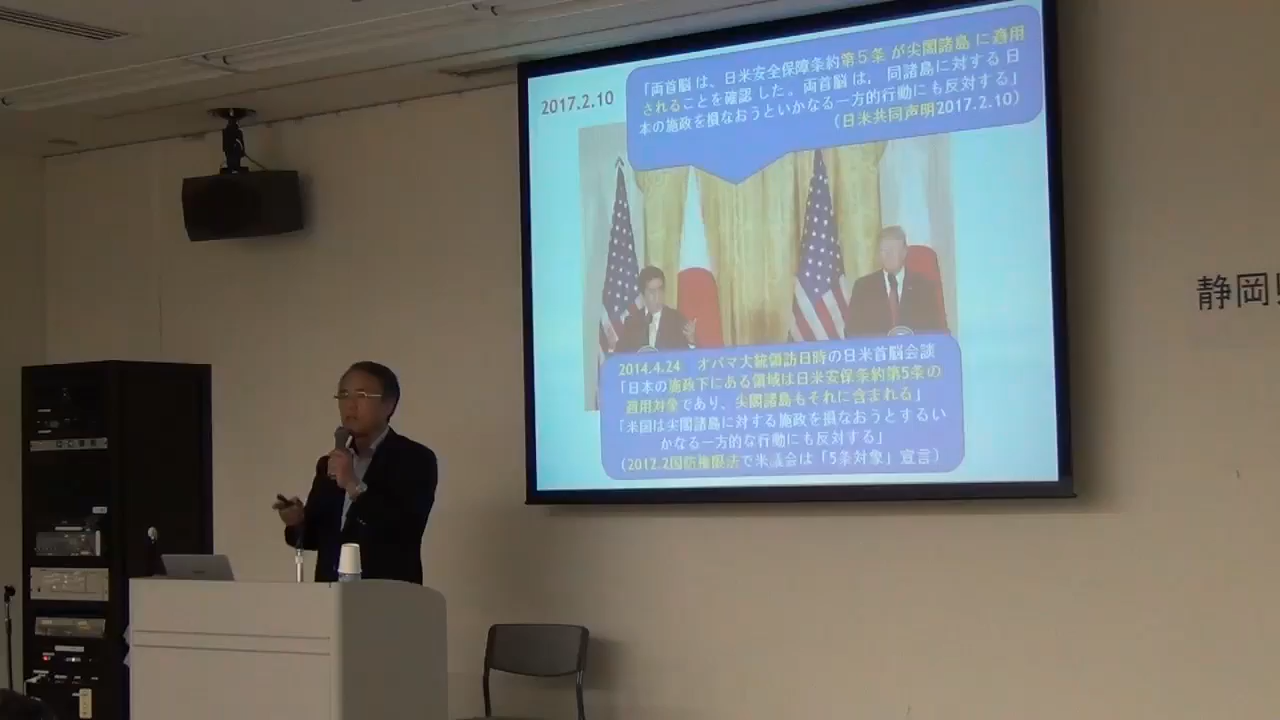 2017.2.10
「両首脳 は、日米安全保障条約第５条 が尖閣諸島 に適用
されることを確認 した。両首脳 は， 同諸島に対する 日
本の施政を損なおうといかなる一方的行動にも反対する」
（日米共同声明2017.2.10）
2014.4.24　オバマ大統領訪日時の日米首脳会談
「日本の施政下にある領域は日米安保条約第5条の
適用対象であり、尖閣諸島もそれに含まれる」
「米国は尖閣諸島に対する施政を損なおうとするい
かなる一方的な行動にも反対する」
（2012.2国防権限法で米議会は「5条対象」宣言）
静岡